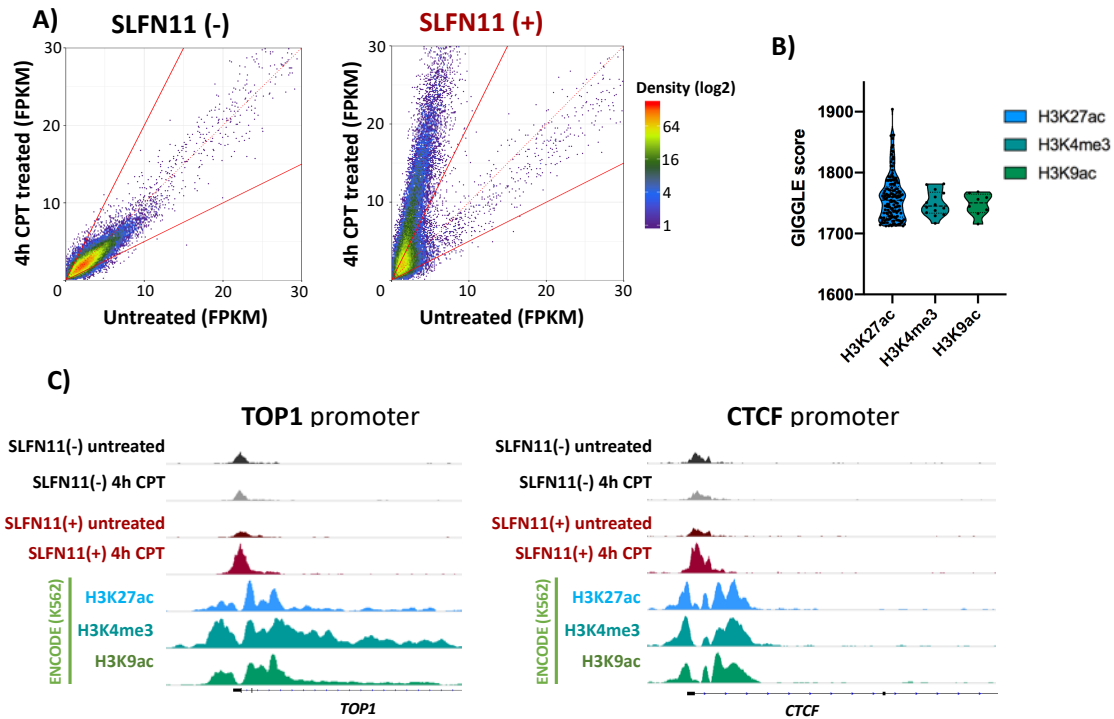 A)
SLFN11 (-)
SLFN11 (+)
B)
4h CPT treated (FPKM)
30
20
10
0
10
20
30
Untreated (FPKM)
4h CPT treated (FPKM)
30
20
10
0
10
20
30
Untreated (FPKM)
Density (log2)
64
16
4
1
GIGGLE score
1900
1800
1700
1600
H3K27ac
H3K4me3
H3K9ac
H3K27ac
H3K4me3
H3K9ac
C)
TOP1 promoter
SLFN11(-) untreated
SLFN11(-) 4h CPT
SLFN11(+) untreated
SLFN11(+) 4h CPT
ENCODE (K562)
H3K27ac
H3K4me3
H3K9ac
TOP1
CTCF promoter
SLFN11(-) untreated
SLFN11(-) 4h CPT
SLFN11(+) untreated
SLFN11(+) 4h CPT
ENCODE (K562)
H3K27ac
H3K4me3
H3K9ac
CTCF